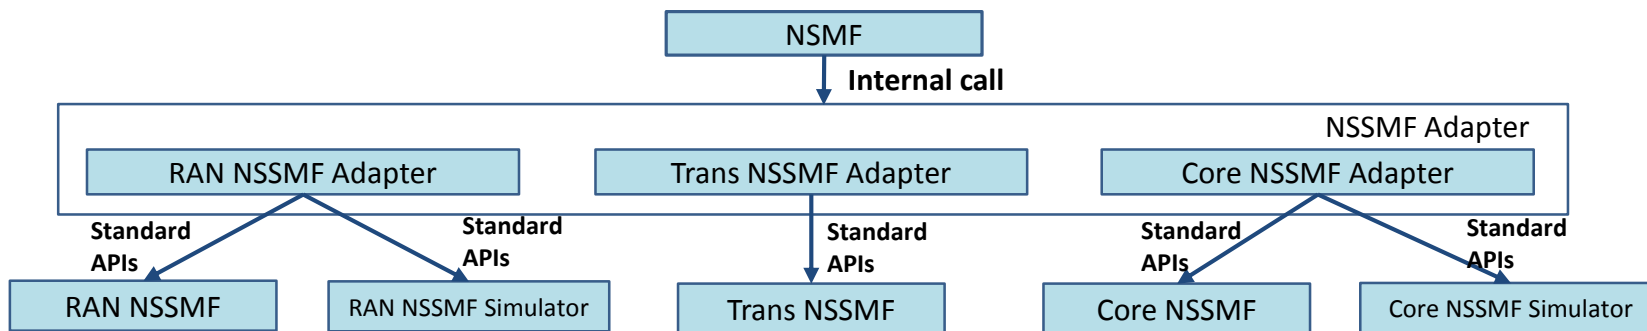 NSMF
Internal call
NSSMF Adapter
RAN NSSMF Adapter
Trans NSSMF Adapter
Core NSSMF Adapter
Standard
APIs
Standard
APIs
Standard
APIs
Standard
APIs
Standard
APIs
RAN NSSMF
RAN NSSMF Simulator
Trans NSSMF
Core NSSMF
Core NSSMF Simulator